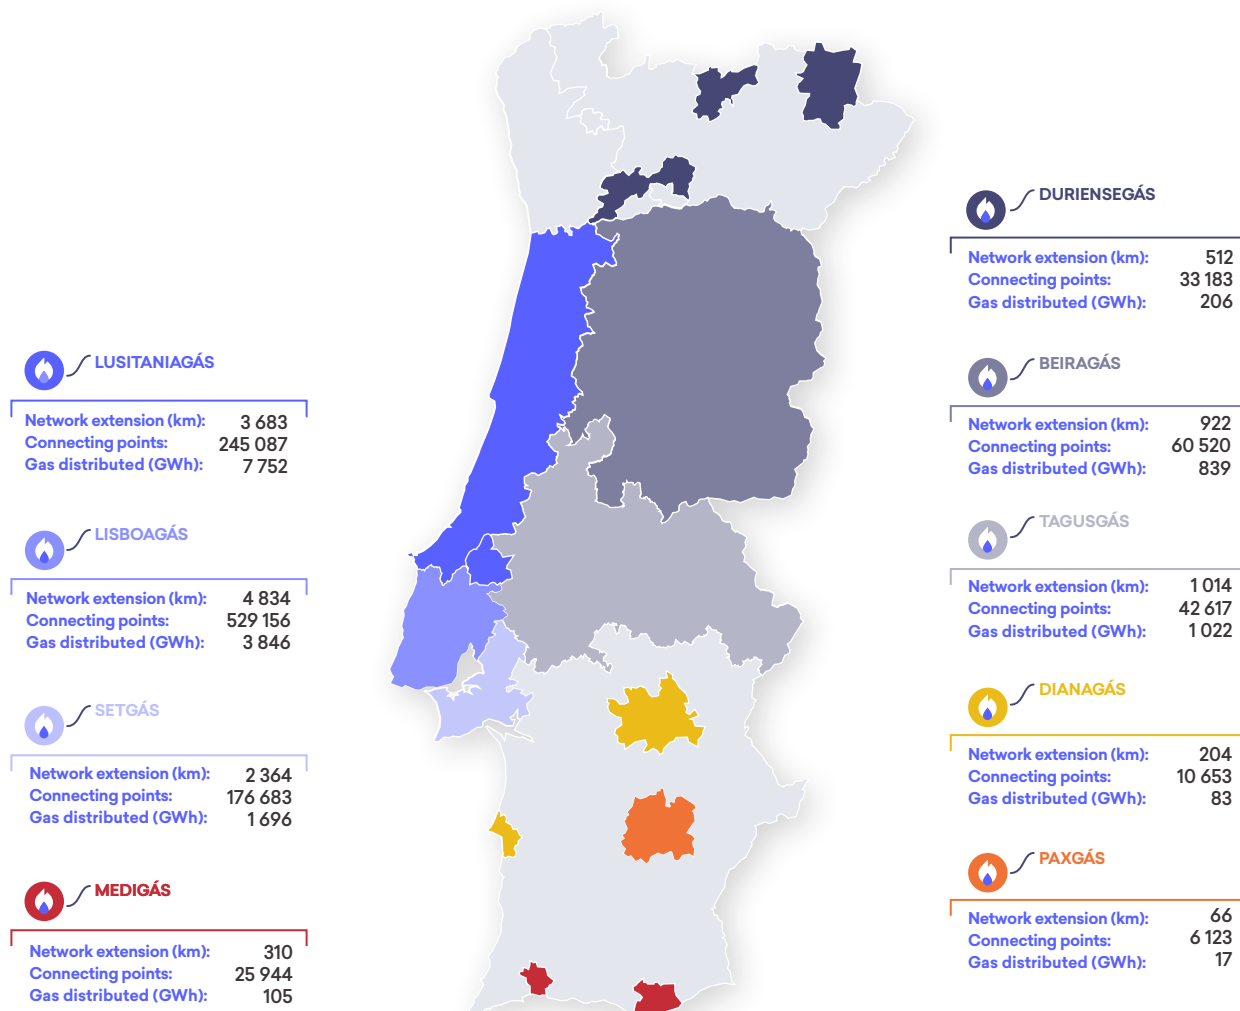 LUSITANIAGÁS
Network extension (km): 3 683
Connecting points: 245 087
Gas distributed (GWh): 7 752
LISBOAGÁS
Network extension (km): 4 834
Connecting points: 529 156
Gas distributed (GWh): 3 846
SETGÁS
Network extension (km): 2 364
Connecting points: 176 683
Gas distributed (GWh): 1 696
MEDIGÁS
Network extension (km): 310
Connecting points: 25 944
Gas distributed (GWh): 105
DURIENSEGÁS
Network extension (km): 512
Connecting points: 33 183
Gas distributed (GWh): 206
BEIRAGÁS
Network extension (km): 922
Connecting points: 60 520
Gas distributed (GWh): 839
TAGUSGÁS
Network extension (km): 1 014
Connecting points: 42 617
Gas distributed (GWh): 1 022
DIANAGÁS
Network extension (km): 204
Connecting points: 10 653
Gas distributed (GWh): 83
PAXGÁS
Network extension (km): 66
Connecting points: 6 123
Gas distributed (GWh): 17